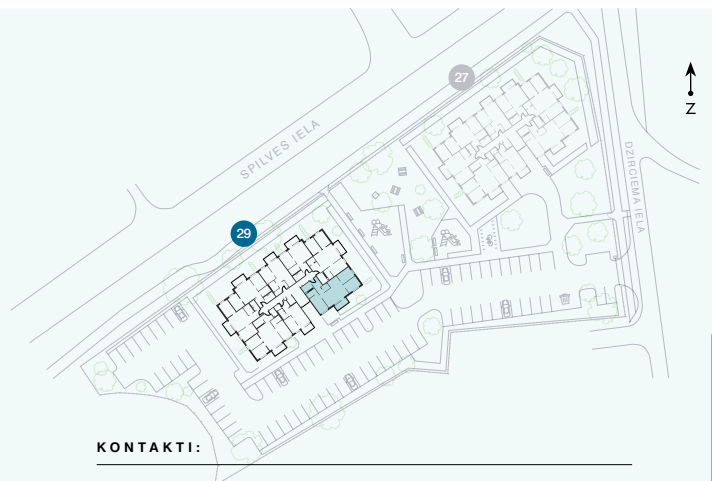 27
Z
SPILVES IELA
DZIRCIEMA IELA
29
KONTAKTI: